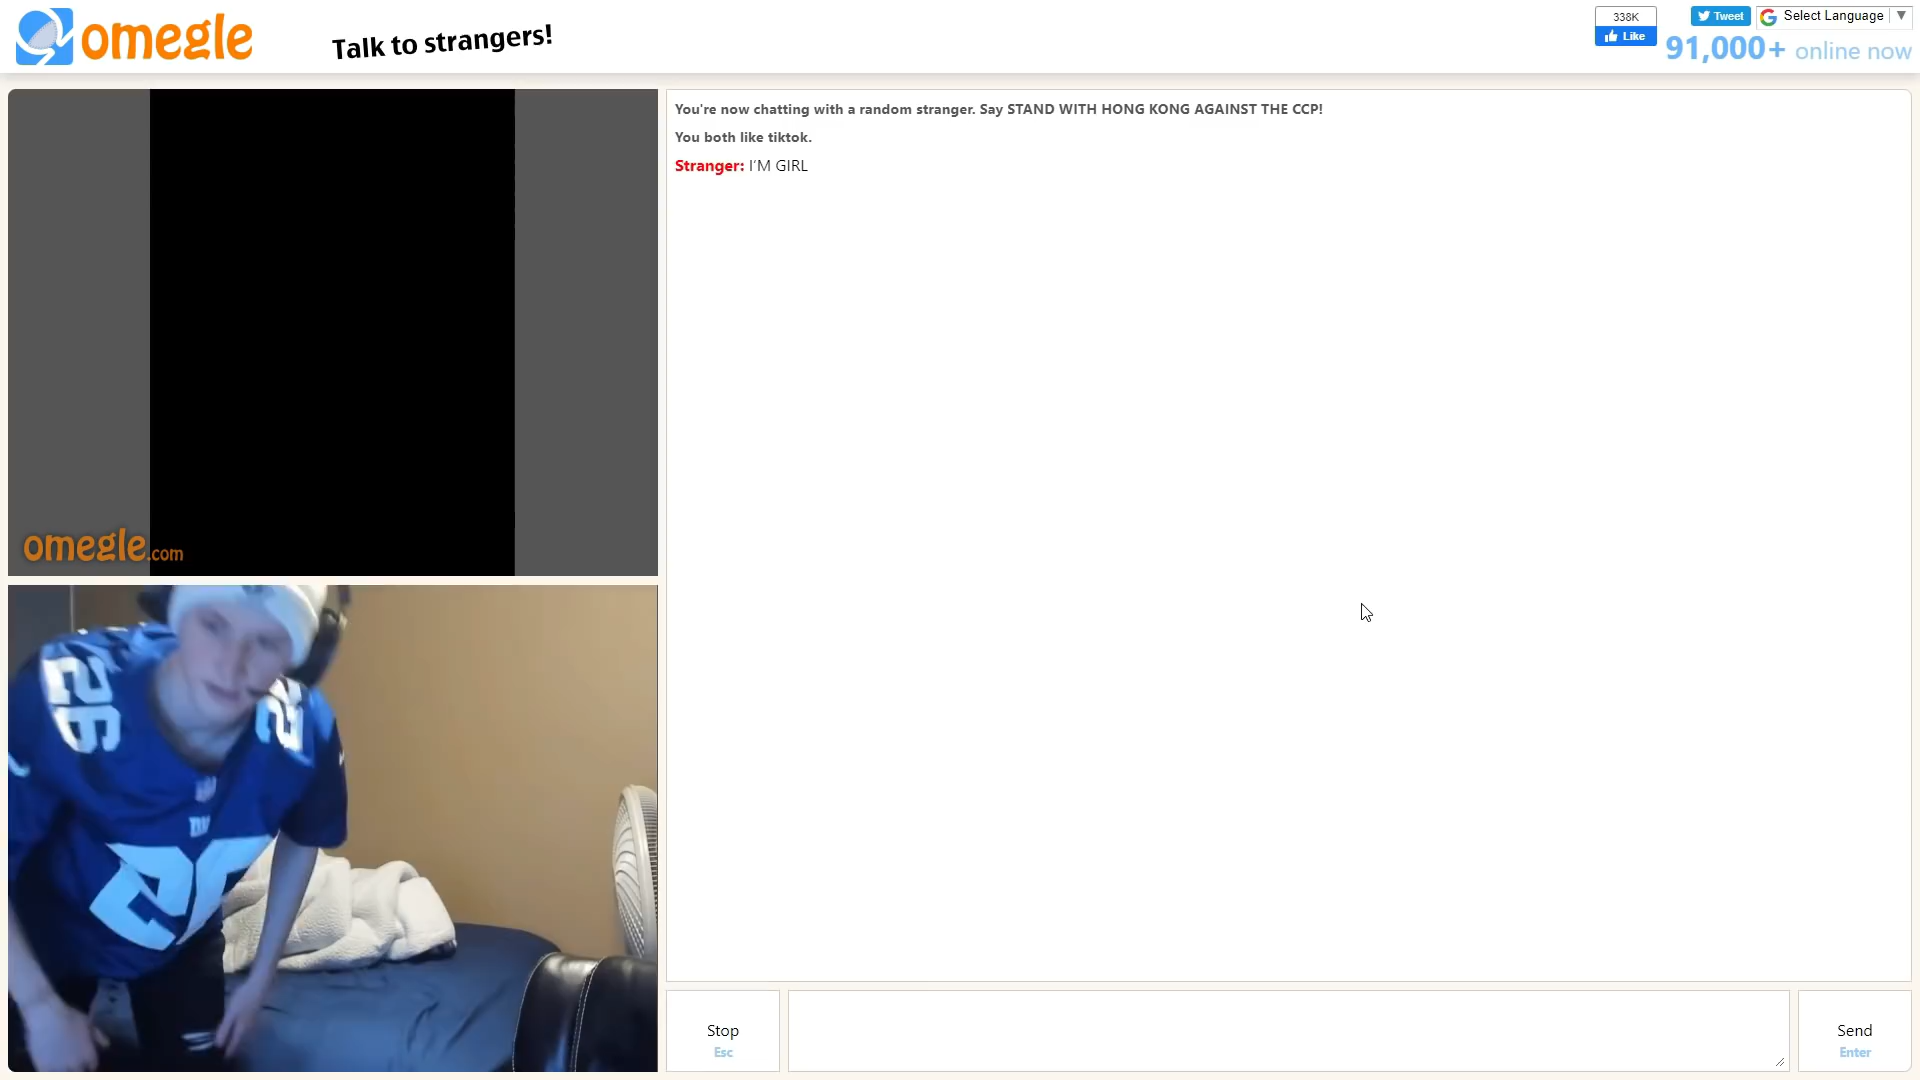 omegle
Talk to strangers!
338K
Like
Tweet
Select Language
91,000+ online now
You're now chatting with a random stranger. Say STAND WITH HONG KONG AGAINST THE CCP!
You both like tiktok.
Stranger: I'M GIRL
omegle.com
26
26
26
Stop
Esc
Send
Enter